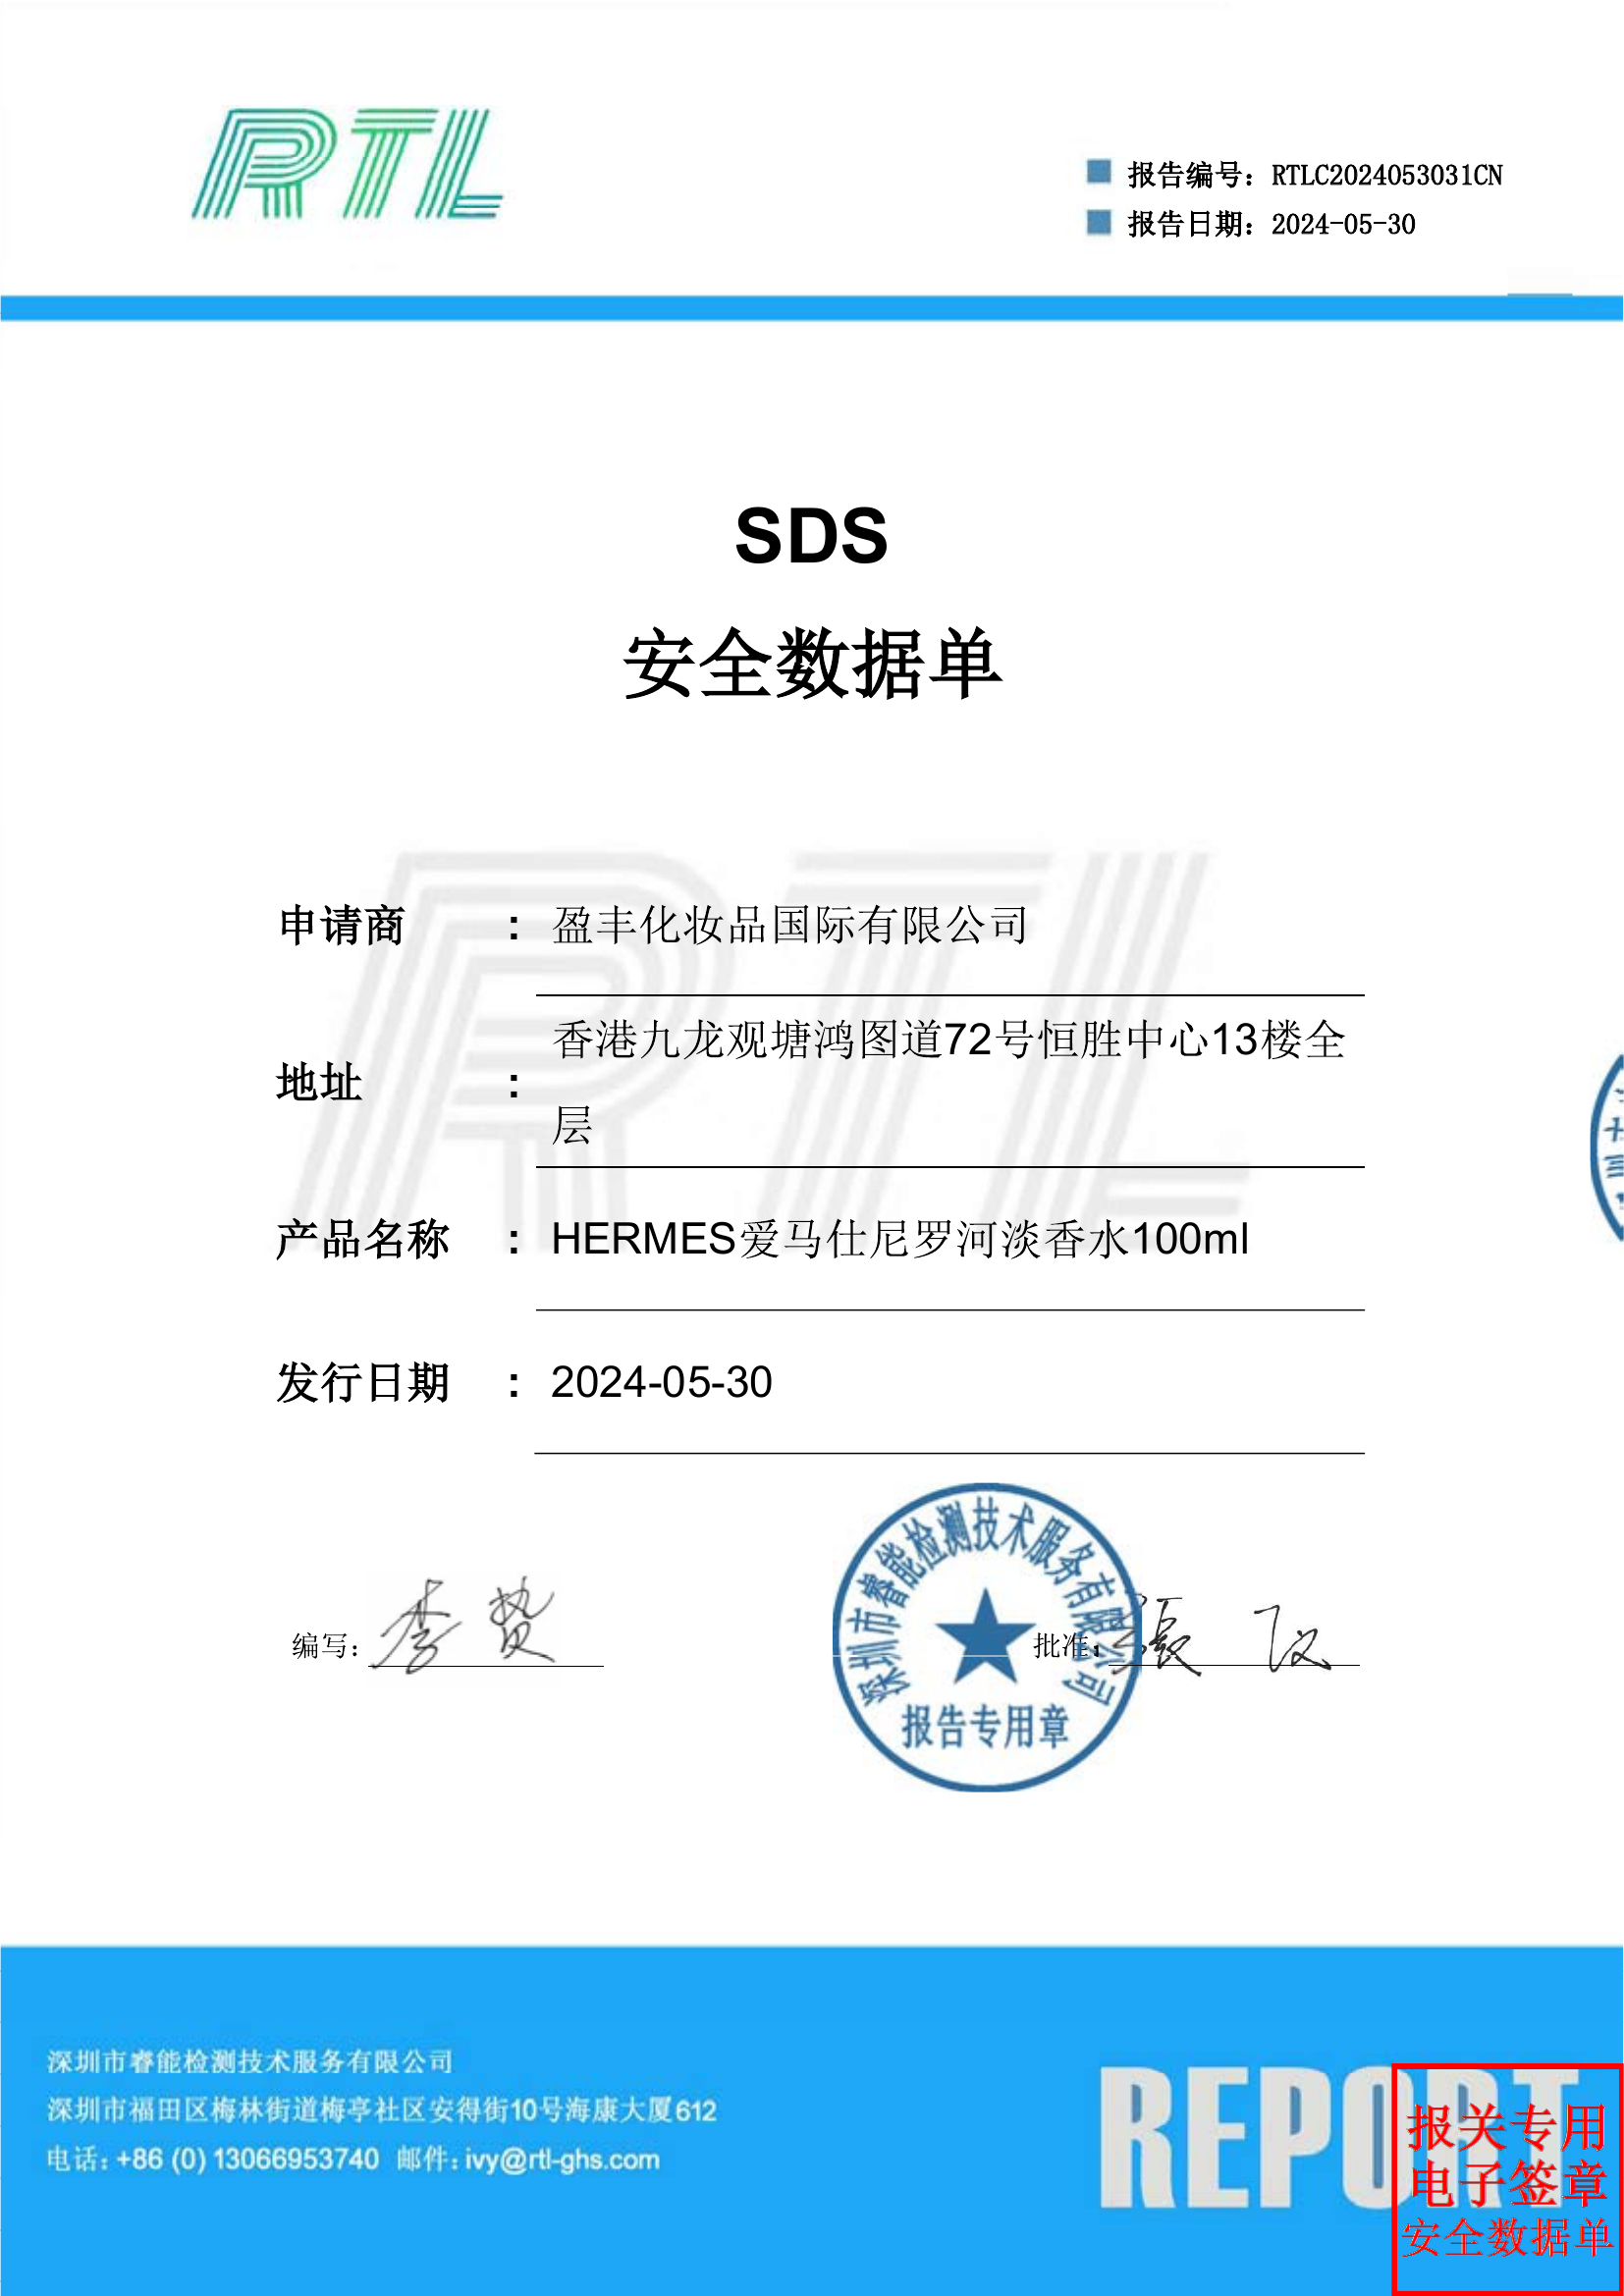 RTL
报告编号：RTLC2024053031CN
报告日期：2024-05-30
SDS
安全数据单
RTL
申请商 : 盈丰化妆品国际有限公司
地址 : 香港九龙观塘鸿图道72号恒胜中心13楼全
层
产品名称 : HERMES爱马仕尼罗河淡香水100ml
发行日期 : 2024-05-30
深圳市睿能检测技术服务有限公司
报告专用章
编写：李贽
批准：張
深圳市睿能检测技术服务有限公司
深圳市福田区梅林街道梅亭社区安得街10号海康大厦612
电话：+86 (0) 13066953740 邮件：ivy@rtl-ghs.com
REPORT
报关专用
电子签章
安全数据单